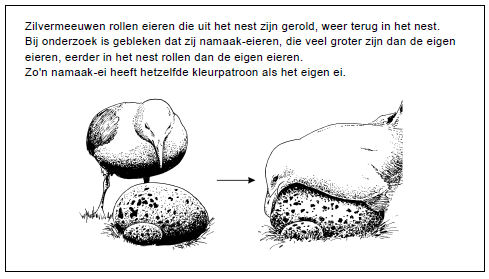 Zilvermeeuwen rollen eieren die uit het nest zijn gerold, weer terug in het nest.
Bij onderzoek is gebleken dat zij namaak-eieren, die veel groter zijn dan de eigen
eieren, eerder in het nest rollen dan de eigen eieren.
Zo'n namaak-ei heeft hetzelfde kleurpatroon als het eigen ei.